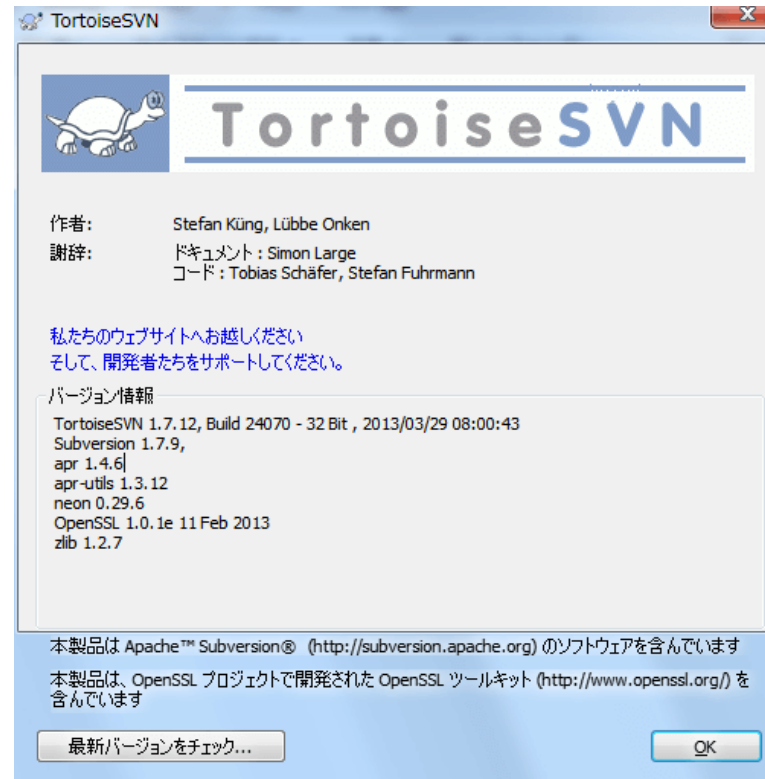 TortoiseSVN
TortoiseSVN
作者: Stefan Küng, Lübbe Onken
謝辞: ドキュメント : Simon Large
コード : Tobias Schäfer, Stefan Fuhrmann
私たちのウェブサイトへお越しください
そして、開発者たちをサポートしてください。
バージョン情報
TortoiseSVN 1.7.12, Build 24070 - 32 Bit , 2013/03/29 08:00:43
Subversion 1.7.9,
apr 1.4.6
apr-utils 1.3.12
neon 0.29.6
OpenSSL 1.0.1e 11 Feb 2013
zlib 1.2.7
本製品は Apache™ Subversion® (http://subversion.apache.org) のソフトウェアを含んでいます
本製品は、OpenSSL プロジェクトで開発された OpenSSL ツールキット (http://www.openssl.org/) を
含んでいます
最新バージョンをチェック...
OK